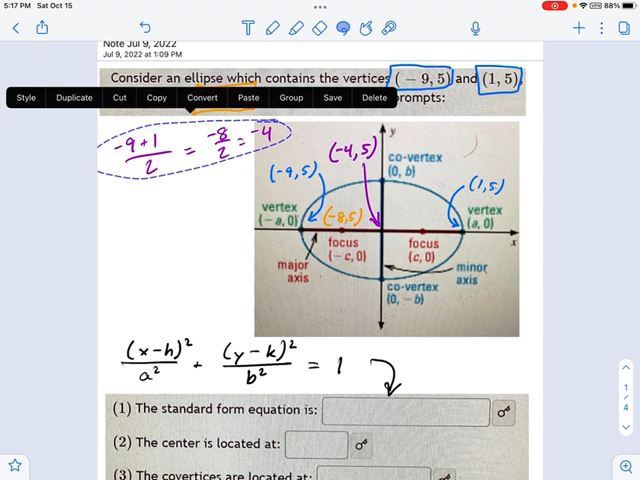 5:17 PM Sat Oct 15
88%
Note Jul 9, 2022
Jul 9, 2022 at 1:09 PM
Consider an ellipse which contains the vertices (−9, 5) and (1, 5),
Style Duplicate Cut Copy Convert Paste Group Save Delete
prompts:
-9+1/2 = -8/2 = -4
(-4,5)
y
co-vertex
(0, b)
(-9,5)
(1,5)
vertex
(−a, 0)
(-8,5)
vertex
(a, 0)
x
focus
(−c, 0)
focus
(c, 0)
major
axis
minor
axis
co-vertex
(0, −b)
(x-h)²/a² + (y-k)²/b² = 1
(1) The standard form equation is:
(2) The center is located at:
(3) The covertices are located at:
1
/
4